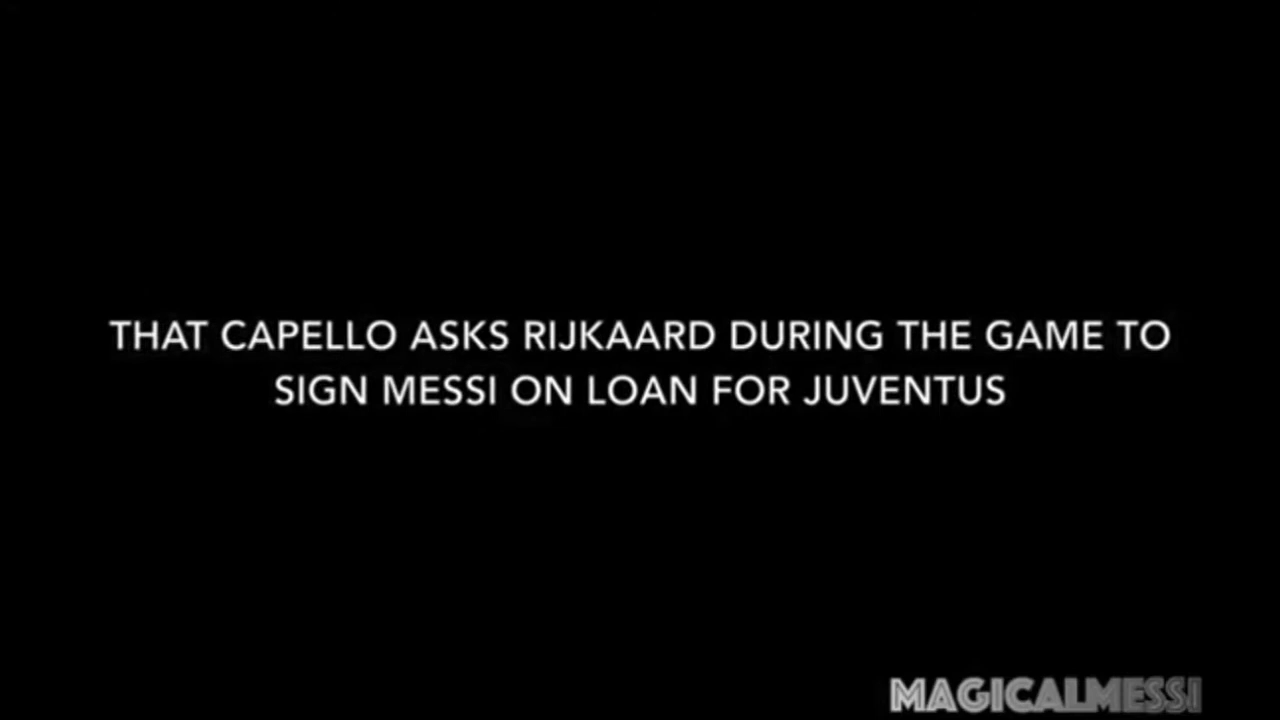 THAT CAPELLO ASKS RIJKAARD DURING THE GAME TO
SIGN MESSI ON LOAN FOR JUVENTUS
MAGICALMESSI